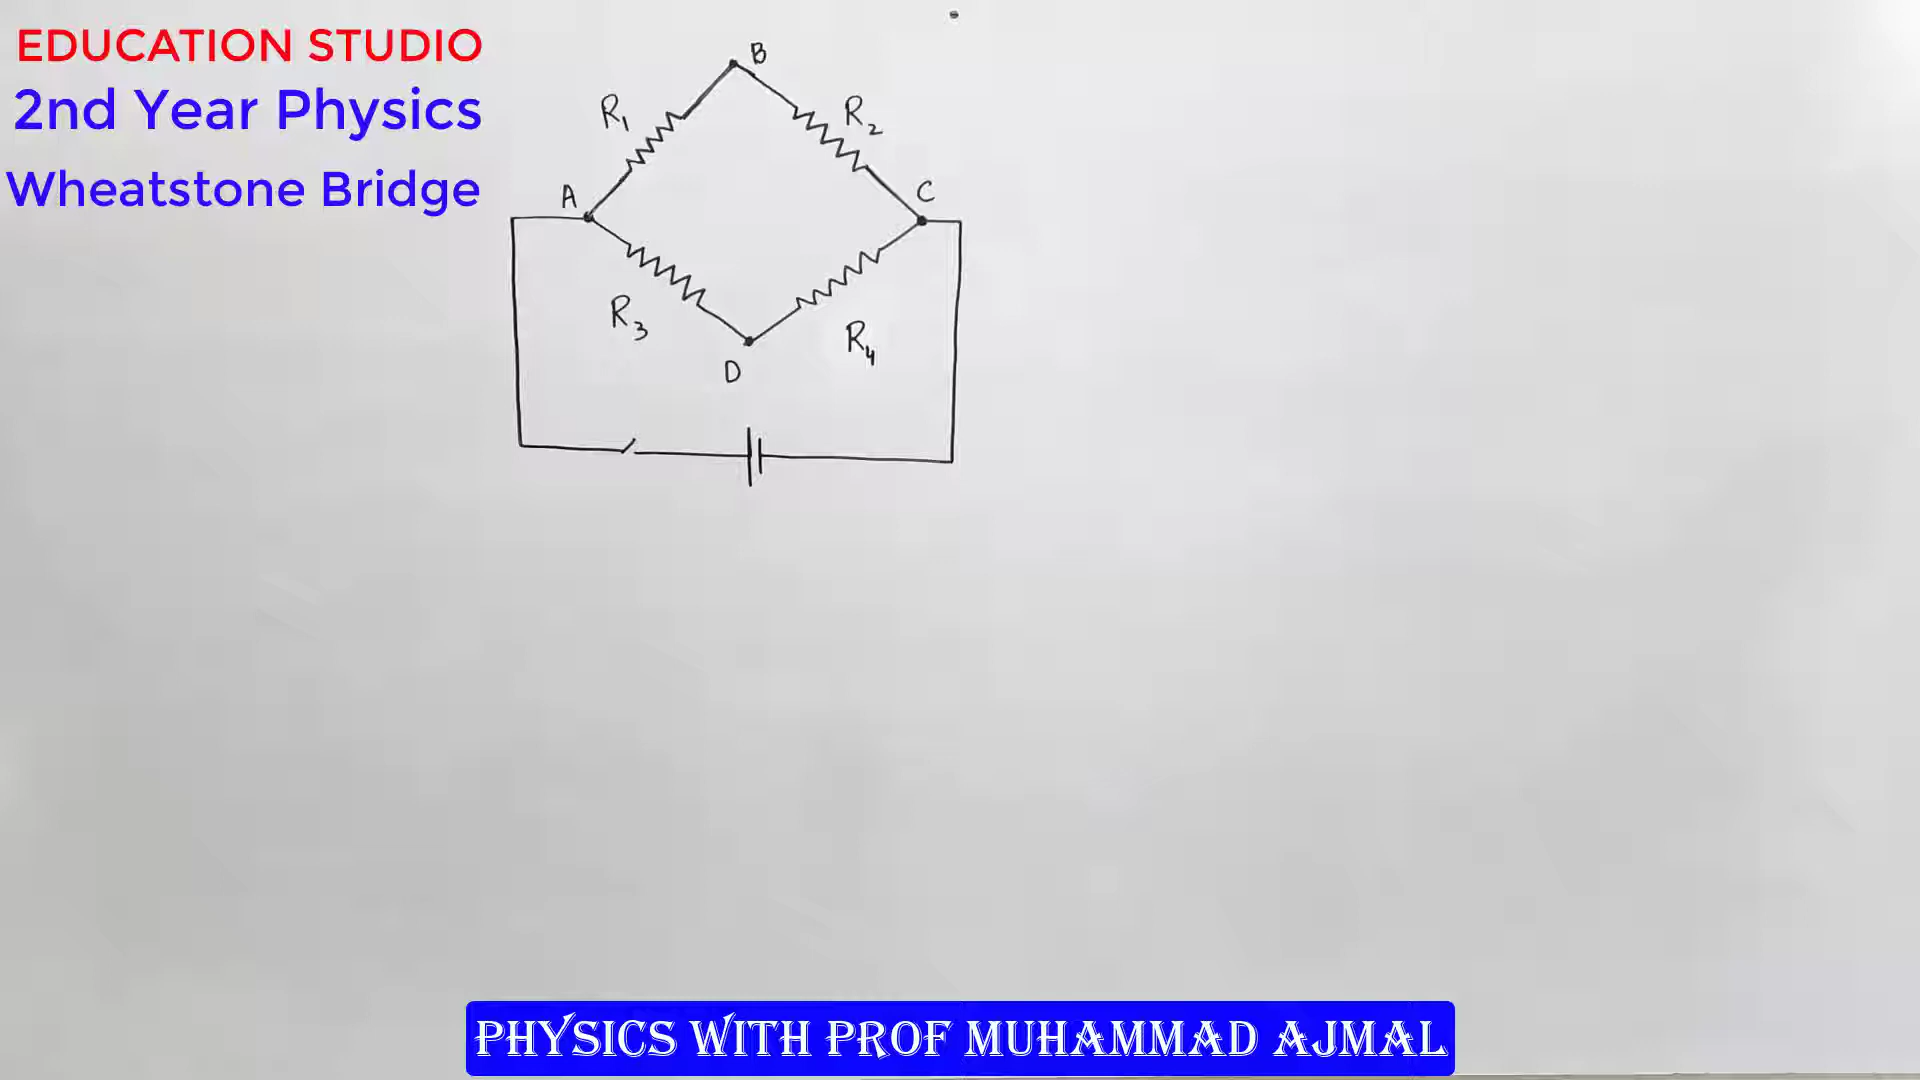 EDUCATION STUDIO
2nd Year Physics
Wheatstone Bridge
B
R₁
R₂
A
C
R₃
R₄
D
PHYSICS WITH PROF MUHAMMAD AJMAL